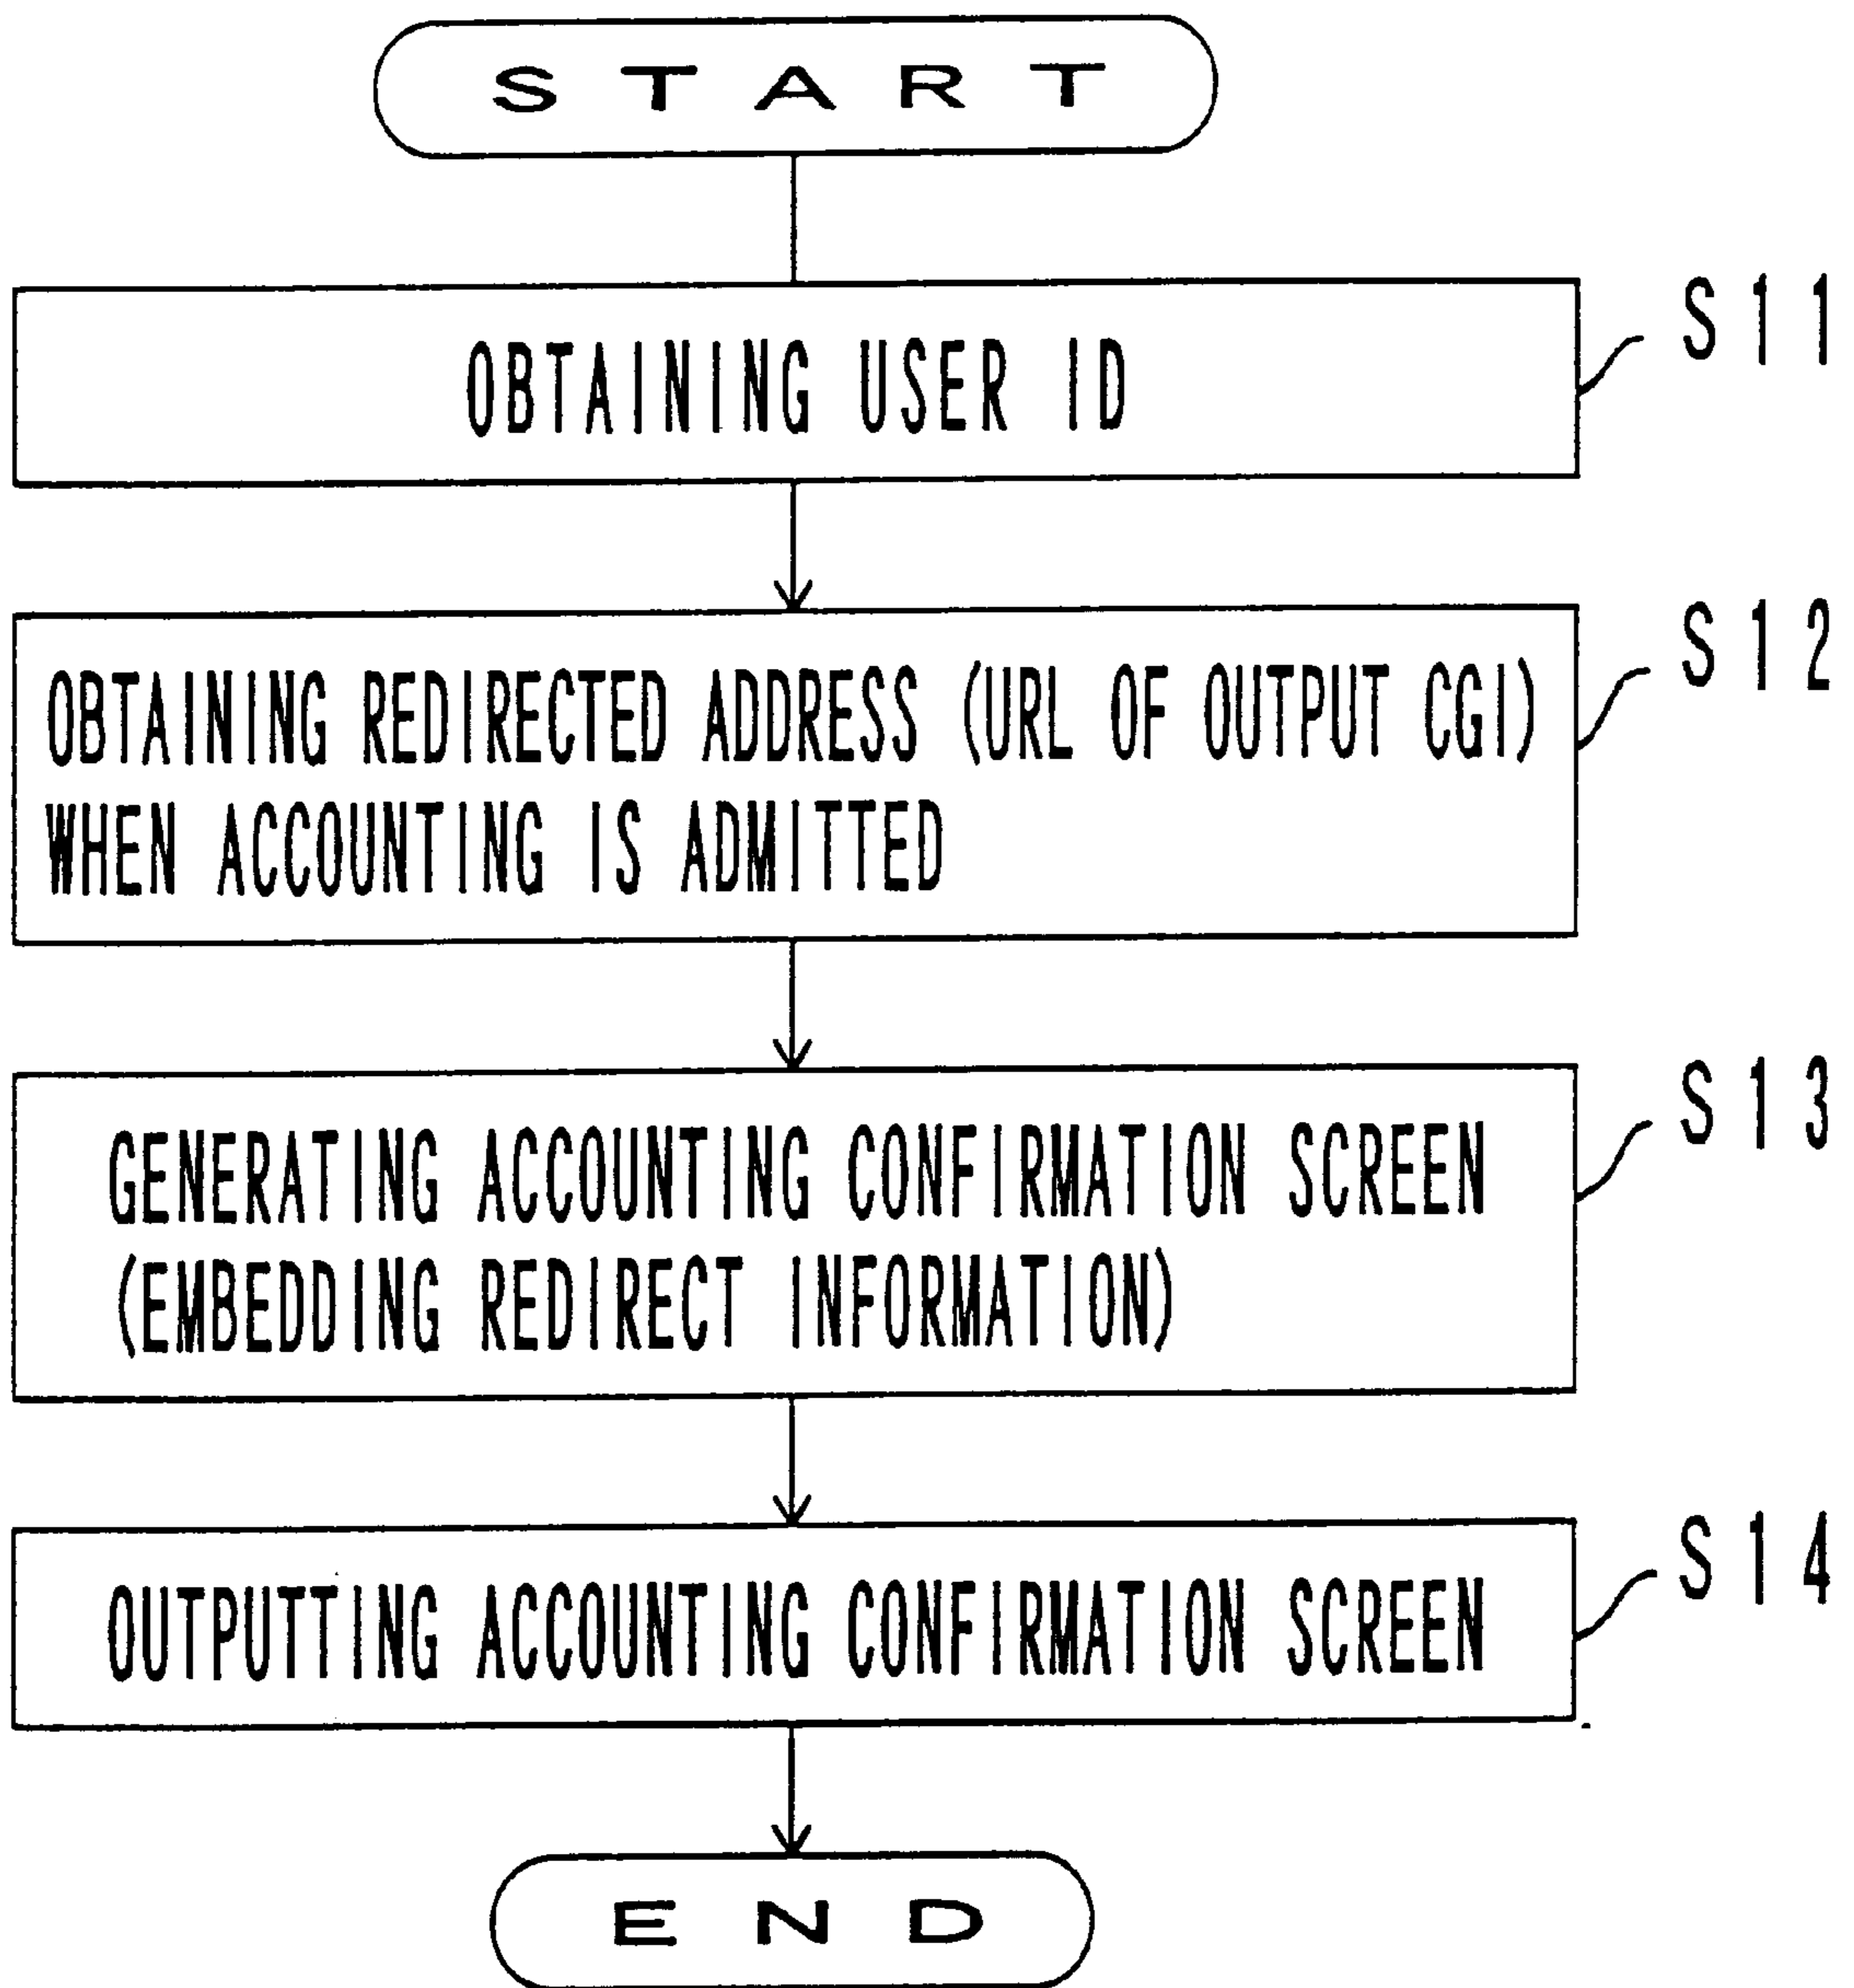 START
OBTAINING USER ID
S11
OBTAINING REDIRECTED ADDRESS (URL OF OUTPUT CGI)
WHEN ACCOUNTING IS ADMITTED
S12
GENERATING ACCOUNTING CONFIRMATION SCREEN
(EMBEDDING REDIRECT INFORMATION)
S13
OUTPUTTING ACCOUNTING CONFIRMATION SCREEN
S14
END